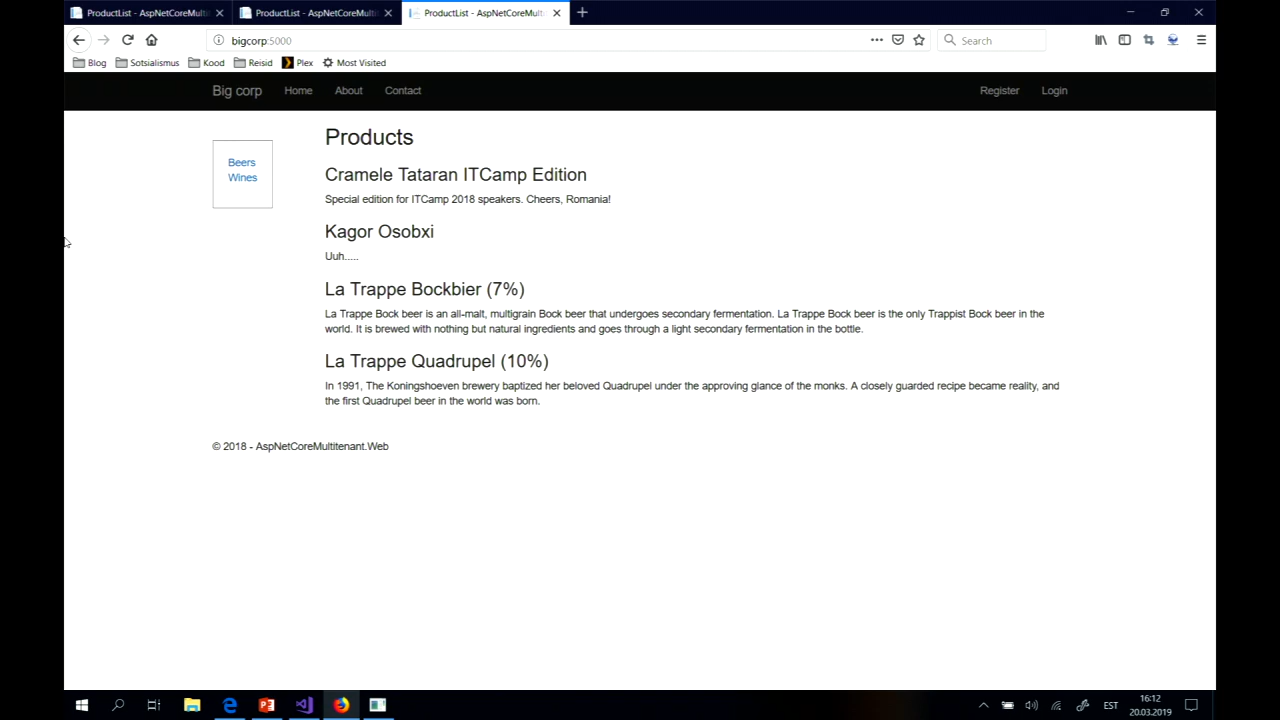 ProductList - AspNetCoreMultit
ProductList - AspNetCoreMultit
ProductList - AspNetCoreMultit
bigcorp:5000
Search
Blog
Sotsialismus
Kood
Reisid
Plex
Most Visited
Big corp
Home
About
Contact
Register
Login
Beers
Wines
Products
Cramele Tataran ITCamp Edition
Special edition for ITCamp 2018 speakers. Cheers, Romania!
Kagor Osobxi
Uuh.....
La Trappe Bockbier (7%)
La Trappe Bock beer is an all-malt, multigrain Bock beer that undergoes secondary fermentation. La Trappe Bock beer is the only Trappist Bock beer in the
world. It is brewed with nothing but natural ingredients and goes through a light secondary fermentation in the bottle.
La Trappe Quadrupel (10%)
In 1991, The Koningshoeven brewery baptized her beloved Quadrupel under the approving glance of the monks. A closely guarded recipe became reality, and
the first Quadrupel beer in the world was born.
© 2018 - AspNetCoreMultitenant.Web
EST
16:12
20.03.2019